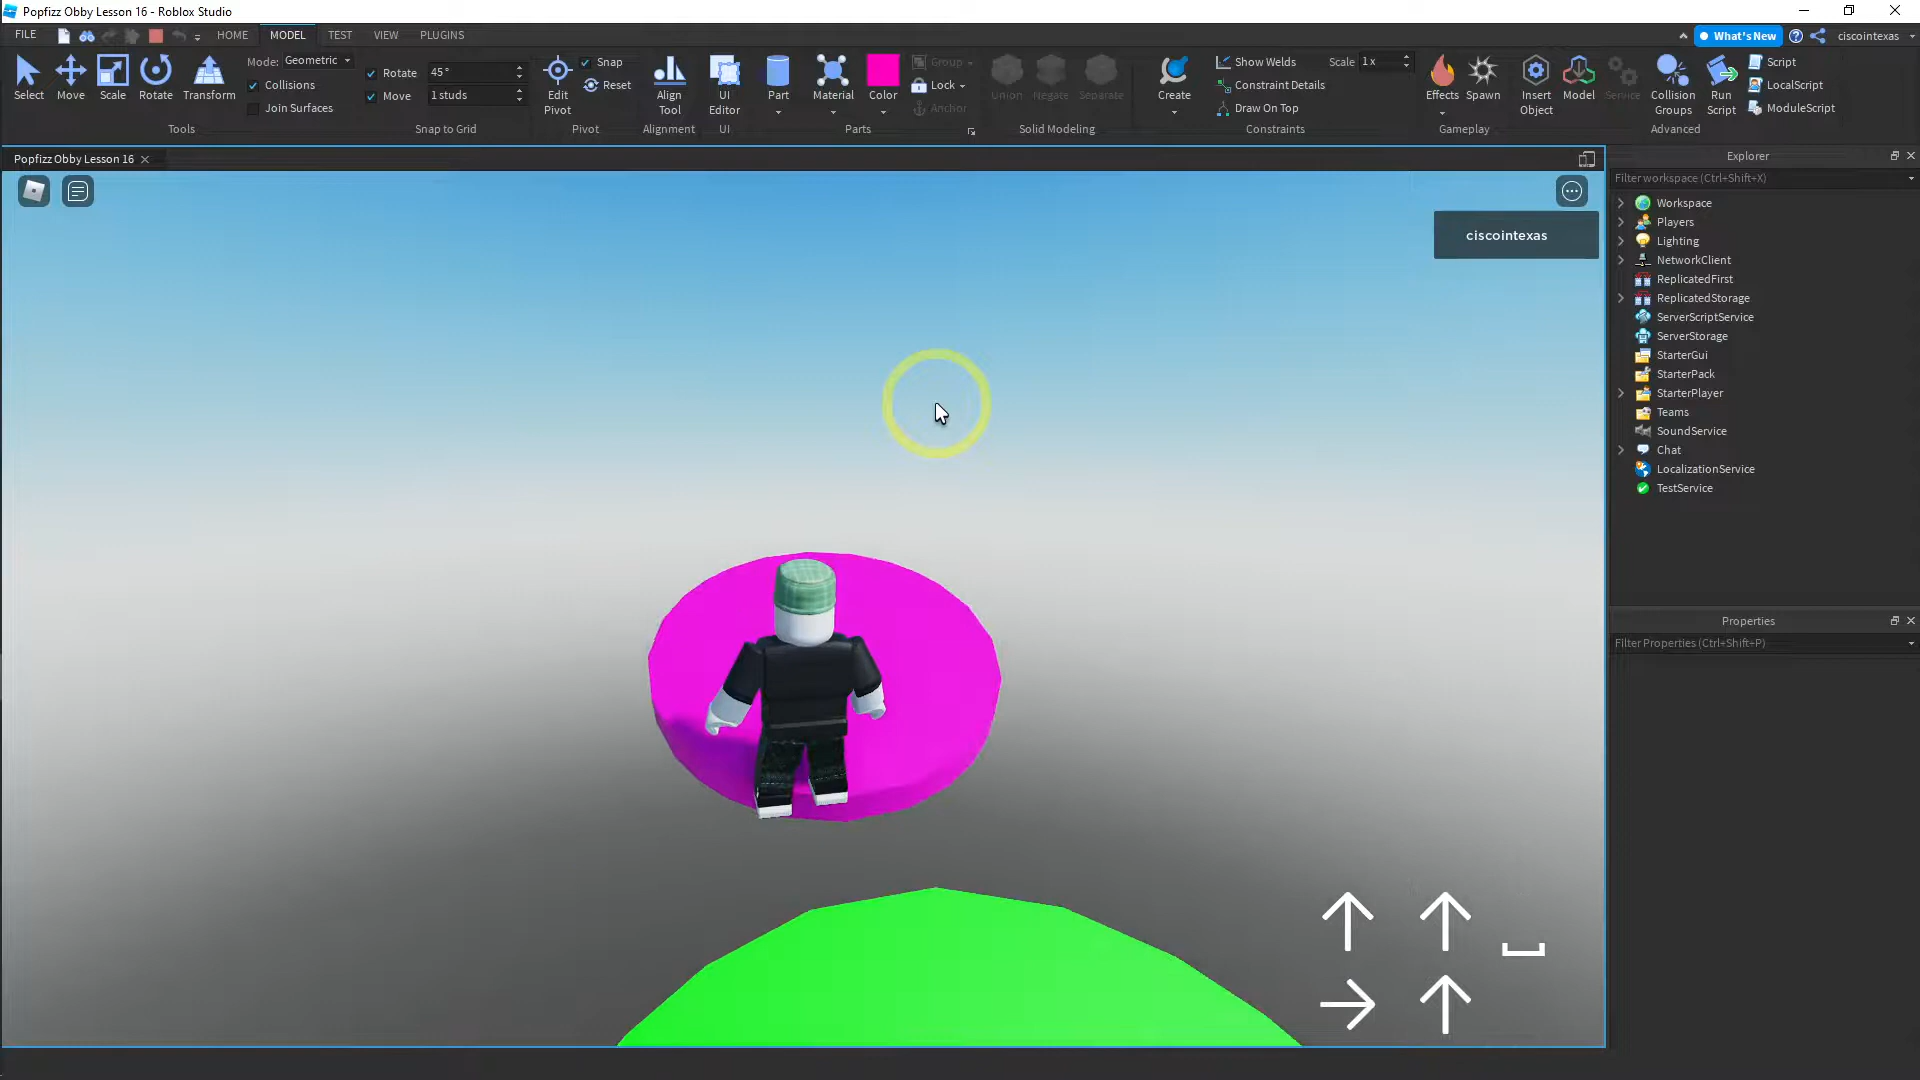 Popfizz Obby Lesson 16 - Roblox Studio
FILE HOME MODEL TEST VIEW PLUGINS What's New ciscointexas
Select Move Scale Rotate Transform
Mode: Geometric
Collisions
Join Surfaces
Tools
Rotate 45°
Move 1 studs
Snap to Grid
Edit Pivot
Snap
Reset
Pivot
Align Tool
Alignment
UI Editor
UI
Part Material Color
Group
Lock
Anchor
Parts
Union Negate Separate
Solid Modeling
Create
Show Welds
Constraint Details
Draw On Top
Scale 1x
Constraints
Effects Spawn
Gameplay
Insert Object
Model
Service
Collision Groups
Run Script
Script
LocalScript
ModuleScript
Advanced
Popfizz Obby Lesson 16
ciscointexas
Explorer
Filter workspace (Ctrl+Shift+X)
Workspace
Players
Lighting
NetworkClient
ReplicatedFirst
ReplicatedStorage
ServerScriptService
ServerStorage
StarterGui
StarterPack
StarterPlayer
Teams
SoundService
Chat
LocalizationService
TestService
Properties
Filter Properties (Ctrl+Shift+P)